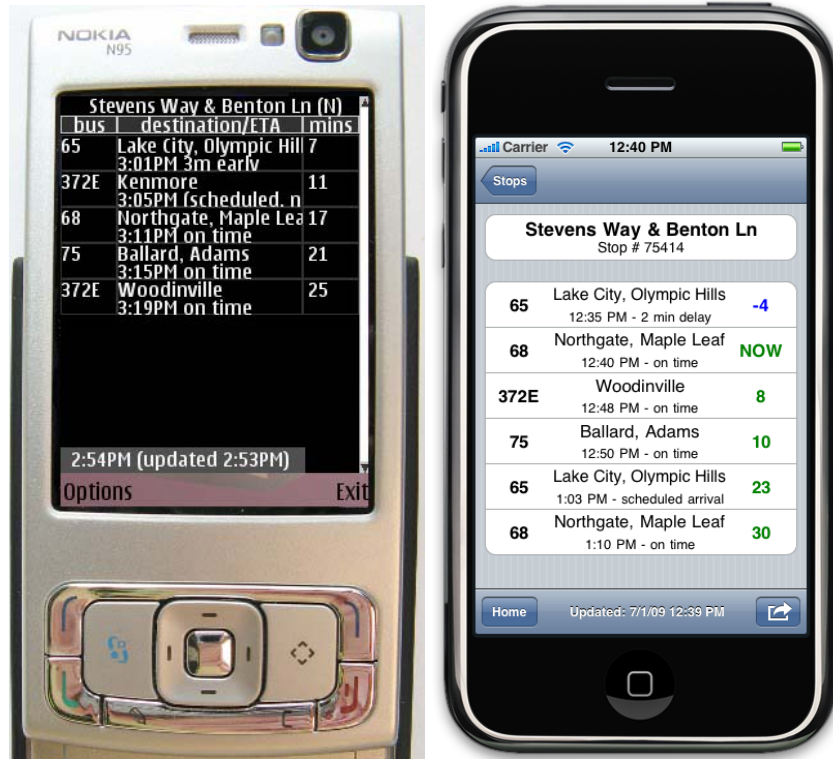 NOKIA
N95
Stevens Way & Benton Ln (N)
bus destination/ETA mins
65 Lake City, Olympic Hill 7
3:01PM 3m early
372E Kenmore 11
3:05PM (scheduled, n
68 Northgate, Maple Lea 17
3:11PM on time
75 Ballard, Adams 21
3:15PM on time
372E Woodinville 25
3:19PM on time
2:54PM (updated 2:53PM)
Options Exit
Carrier 12:40 PM
Stops
Stevens Way & Benton Ln
Stop # 75414
65 Lake City, Olympic Hills -4
12:35 PM - 2 min delay
68 Northgate, Maple Leaf NOW
12:40 PM - on time
372E Woodinville 8
12:48 PM - on time
75 Ballard, Adams 10
12:50 PM - on time
65 Lake City, Olympic Hills 23
1:03 PM - scheduled arrival
68 Northgate, Maple Leaf 30
1:10 PM - on time
Home Updated: 7/1/09 12:39 PM